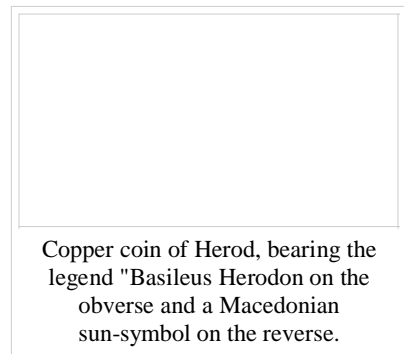 Copper coin of Herod, bearing the
legend "Basileus Herodon on the
obverse and a Macedonian
sun-symbol on the reverse.